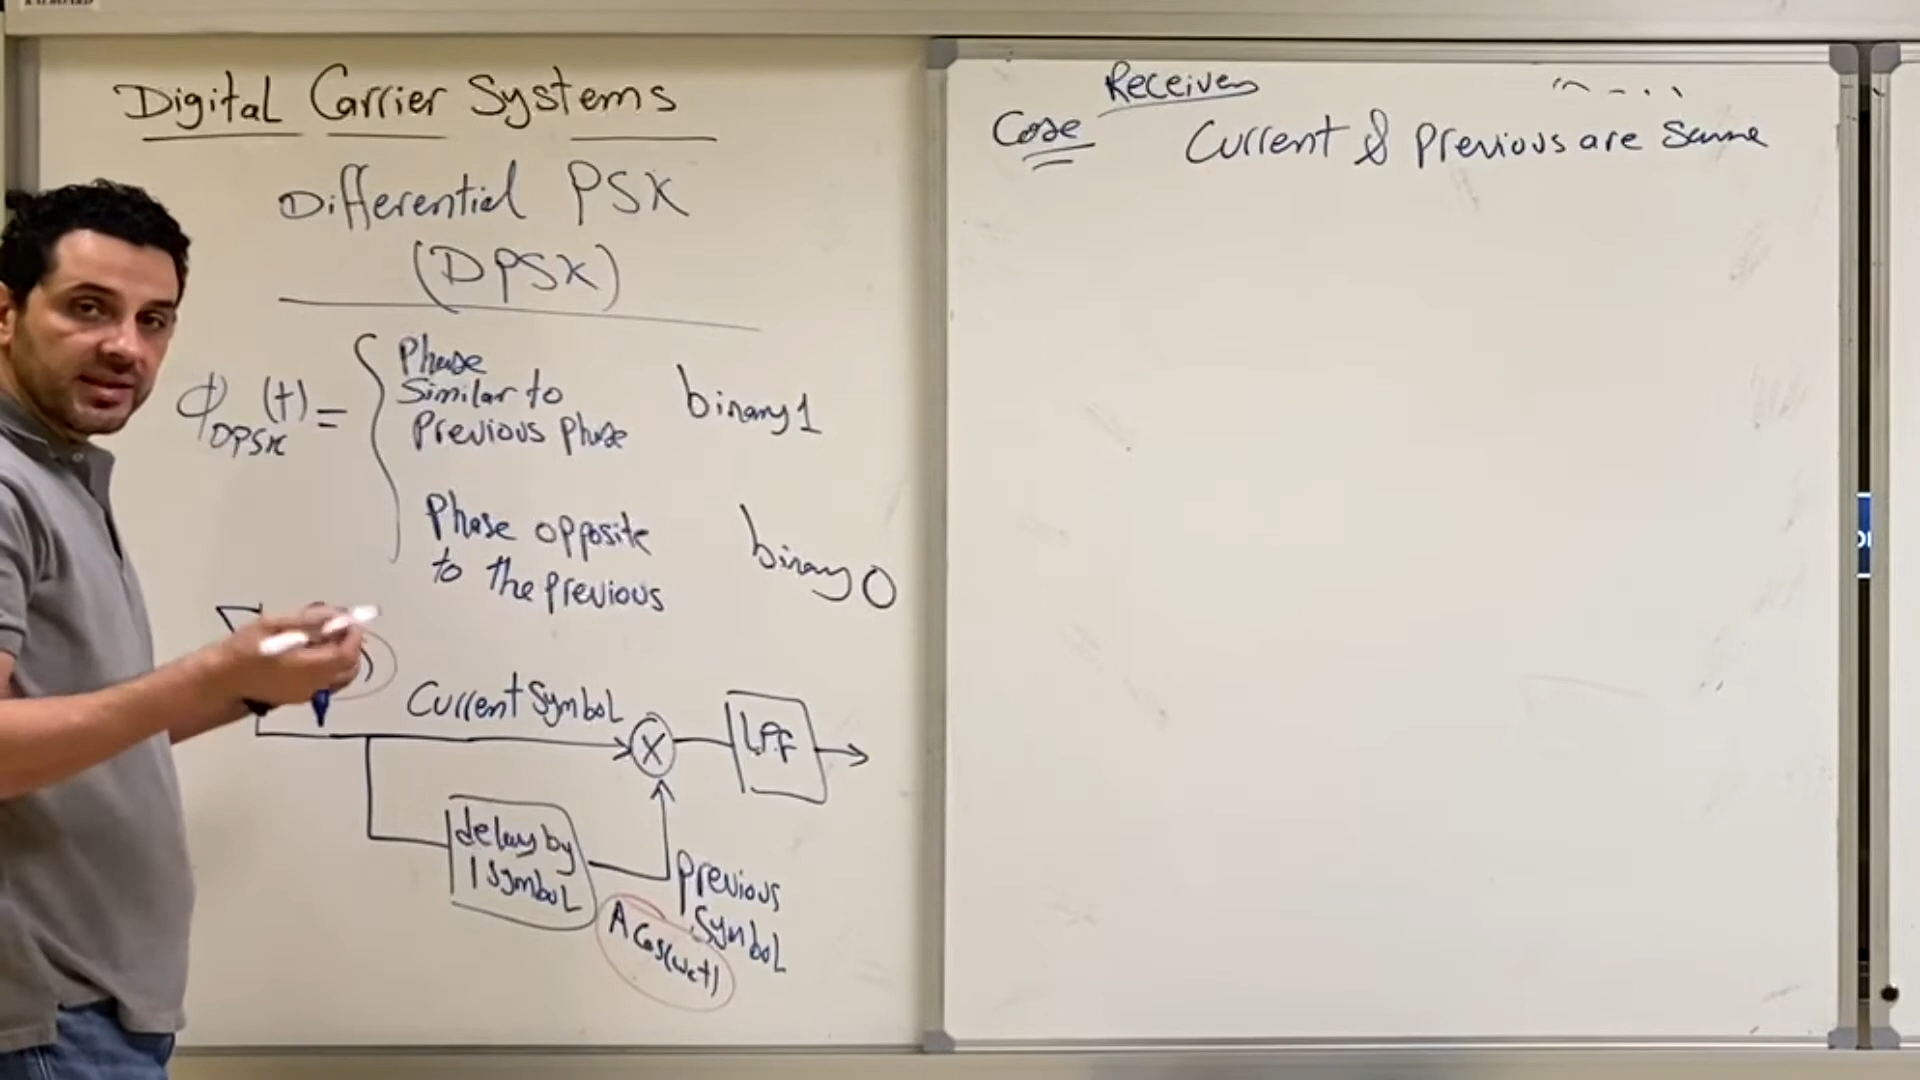 Digital Carrier Systems
Differential PSK
(DPSK)
ϕDPSK(t) =
Phase
Similar to
Previous Phase
binary 1
Phase opposite
to the previous
binary 0
Current Symbol
X
LPF
delay by
1 symbol
previous
symbol
A Cos(wct)
Receiver
Case
Current & Previous are same